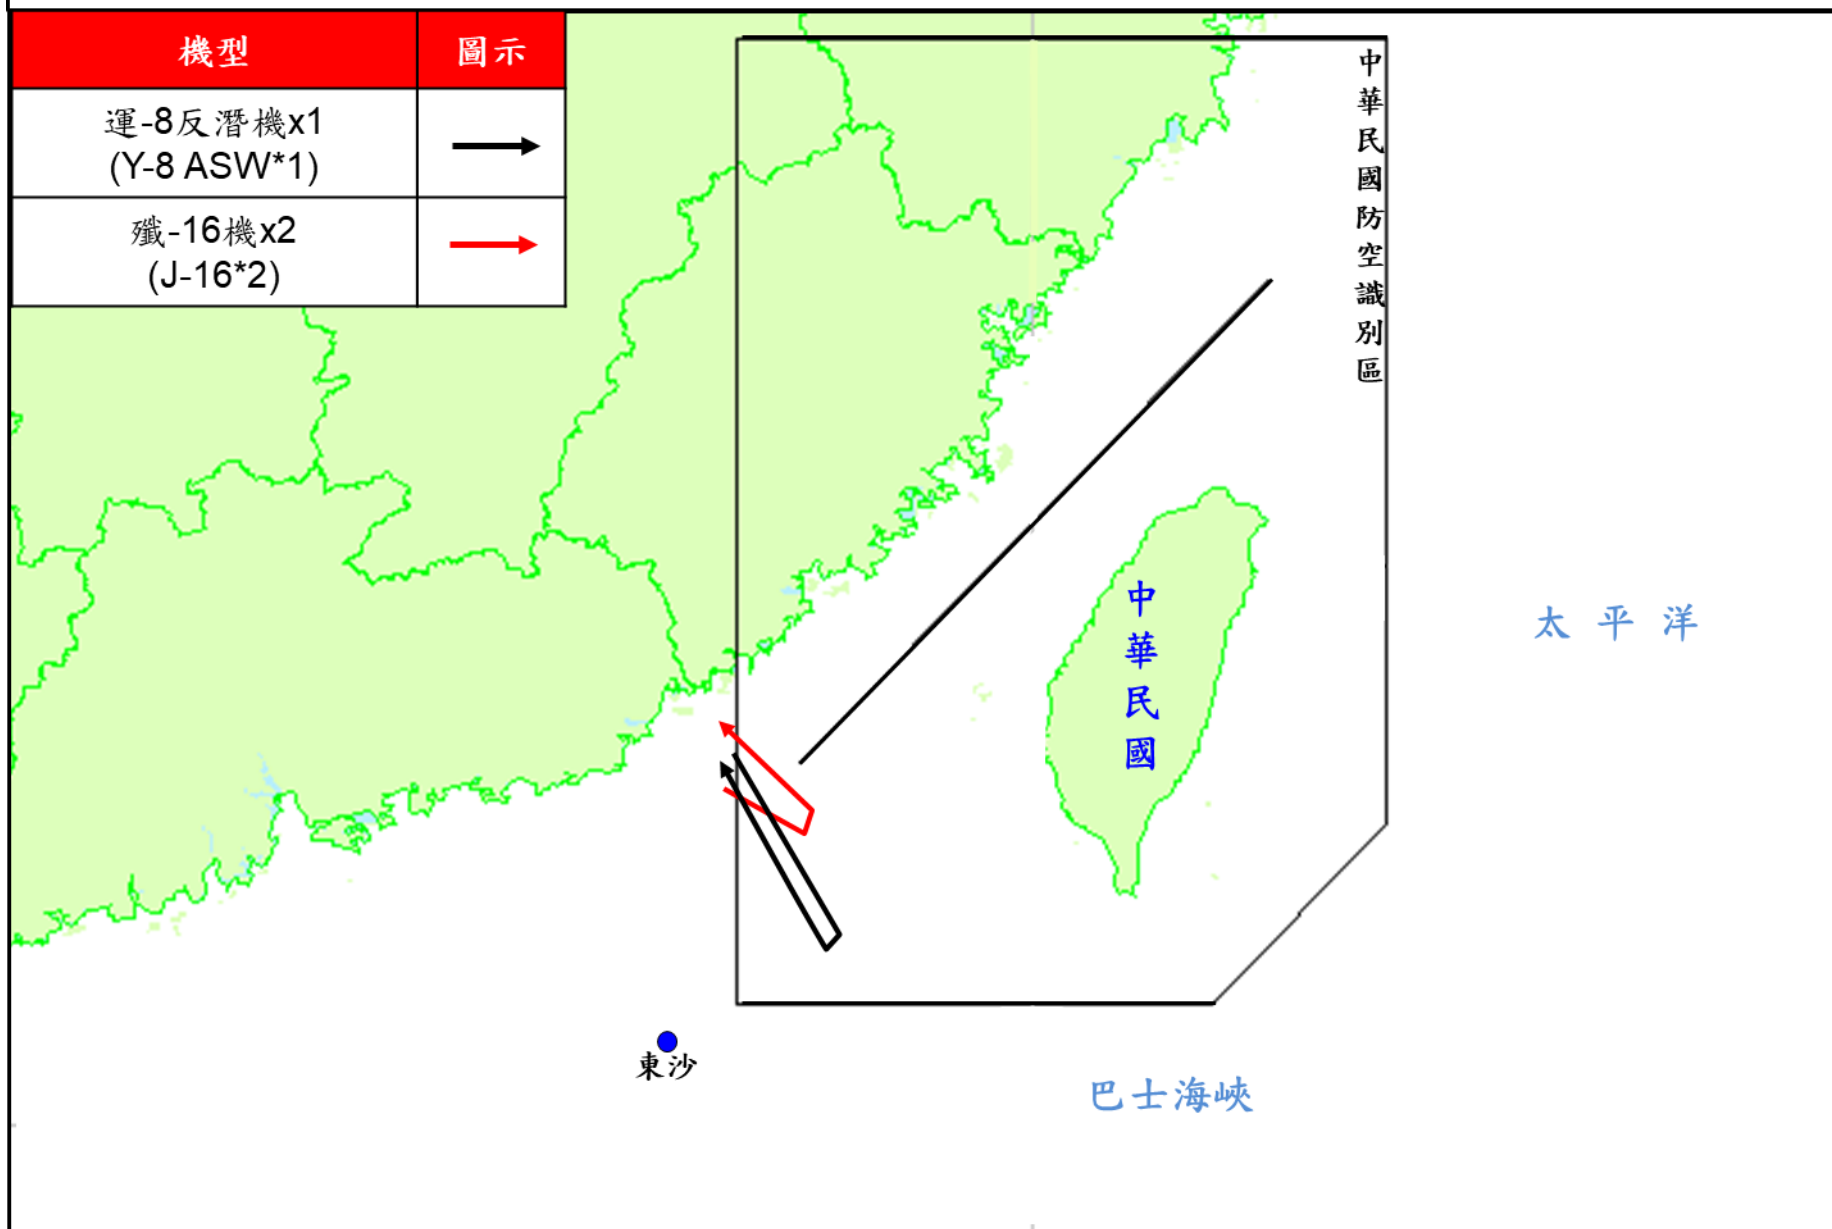 機型
圖示
運-8反潛機x1
(Y-8 ASW*1)
殲-16機x2
(J-16*2)
中華民國防空識別區
中華民國
太平洋
東沙
巴士海峽